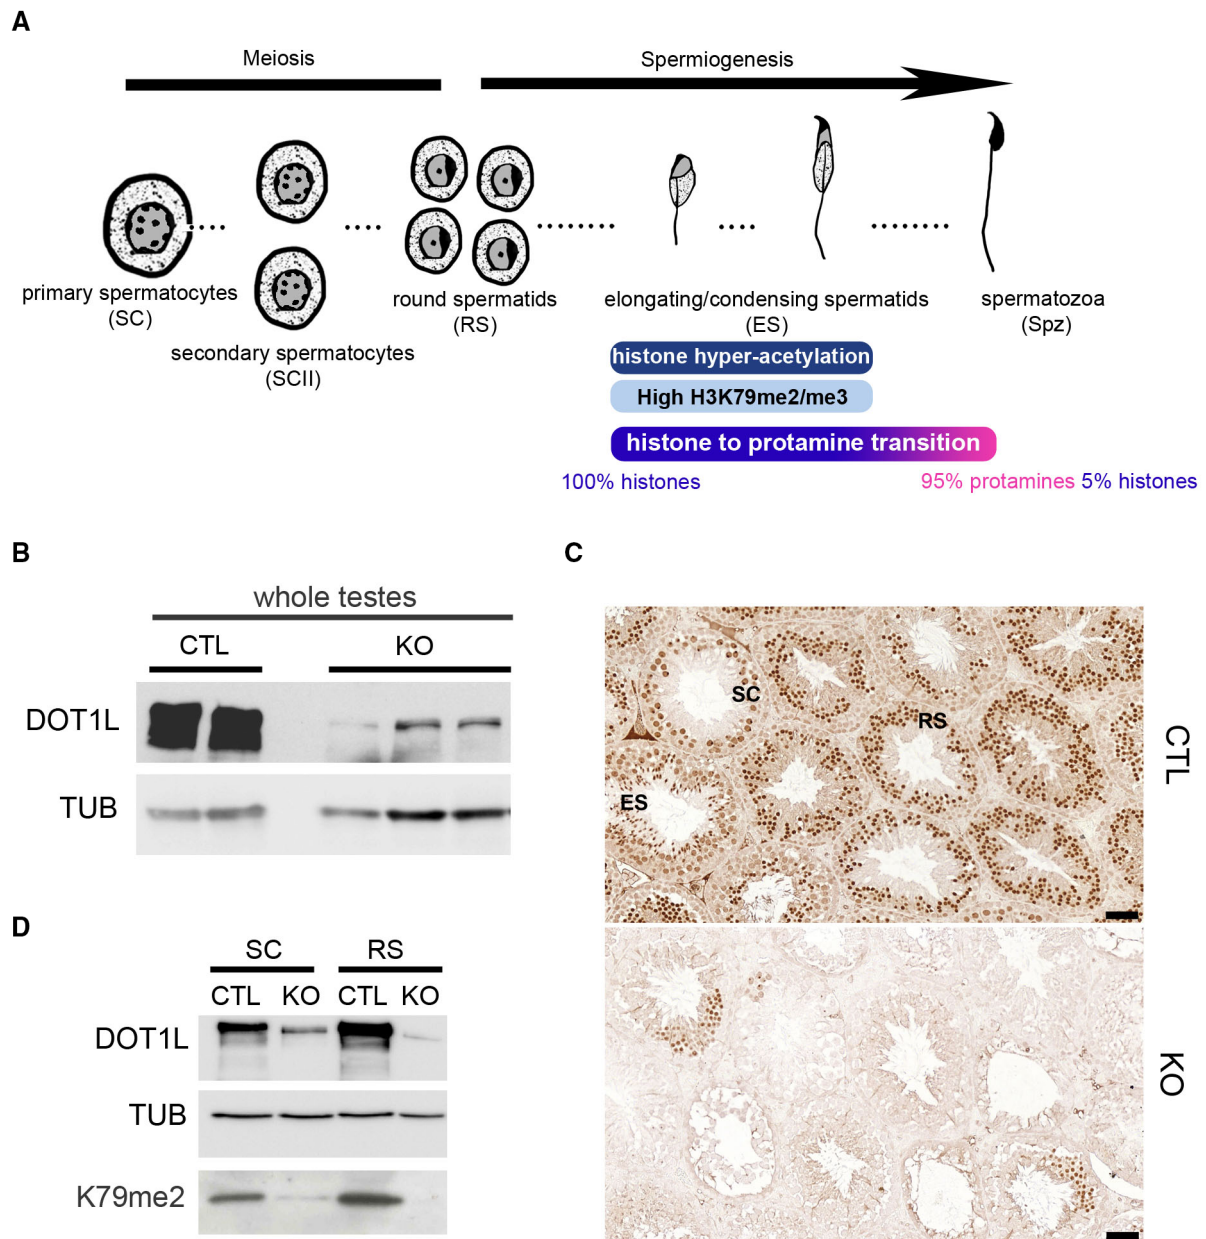 A
Meiosis
Spermiogenesis
primary spermatocytes
(SC)
secondary spermatocytes
(SCII)
round spermatids
(RS)
elongating/condensing spermatids
(ES)
spermatozoa
(Spz)
histone hyper-acetylation
High H3K79me2/me3
histone to protamine transition
100% histones
95% protamines 5% histones
B
whole testes
CTL KO
DOT1L
TUB
C
SC
RS
ES
CTL
KO
D
SC RS
CTL KO CTL KO
DOT1L
TUB
K79me2